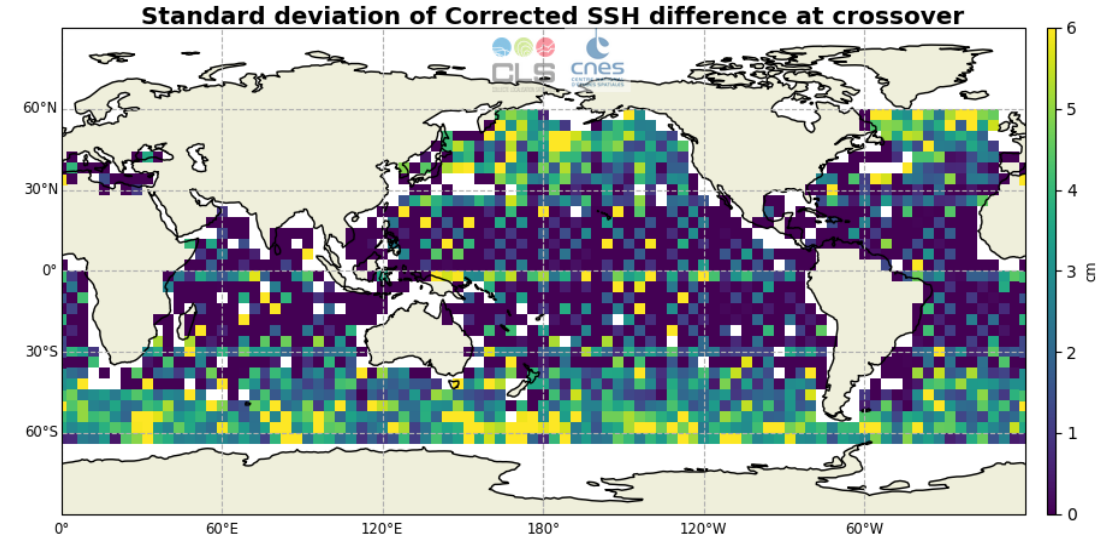 Standard deviation of Corrected SSH difference at crossover
CLS
cnes
60°N
30°N
0°
30°S
60°S
0°
60°E
120°E
180°
120°W
60°W
6
5
4
3
2
1
0
cm